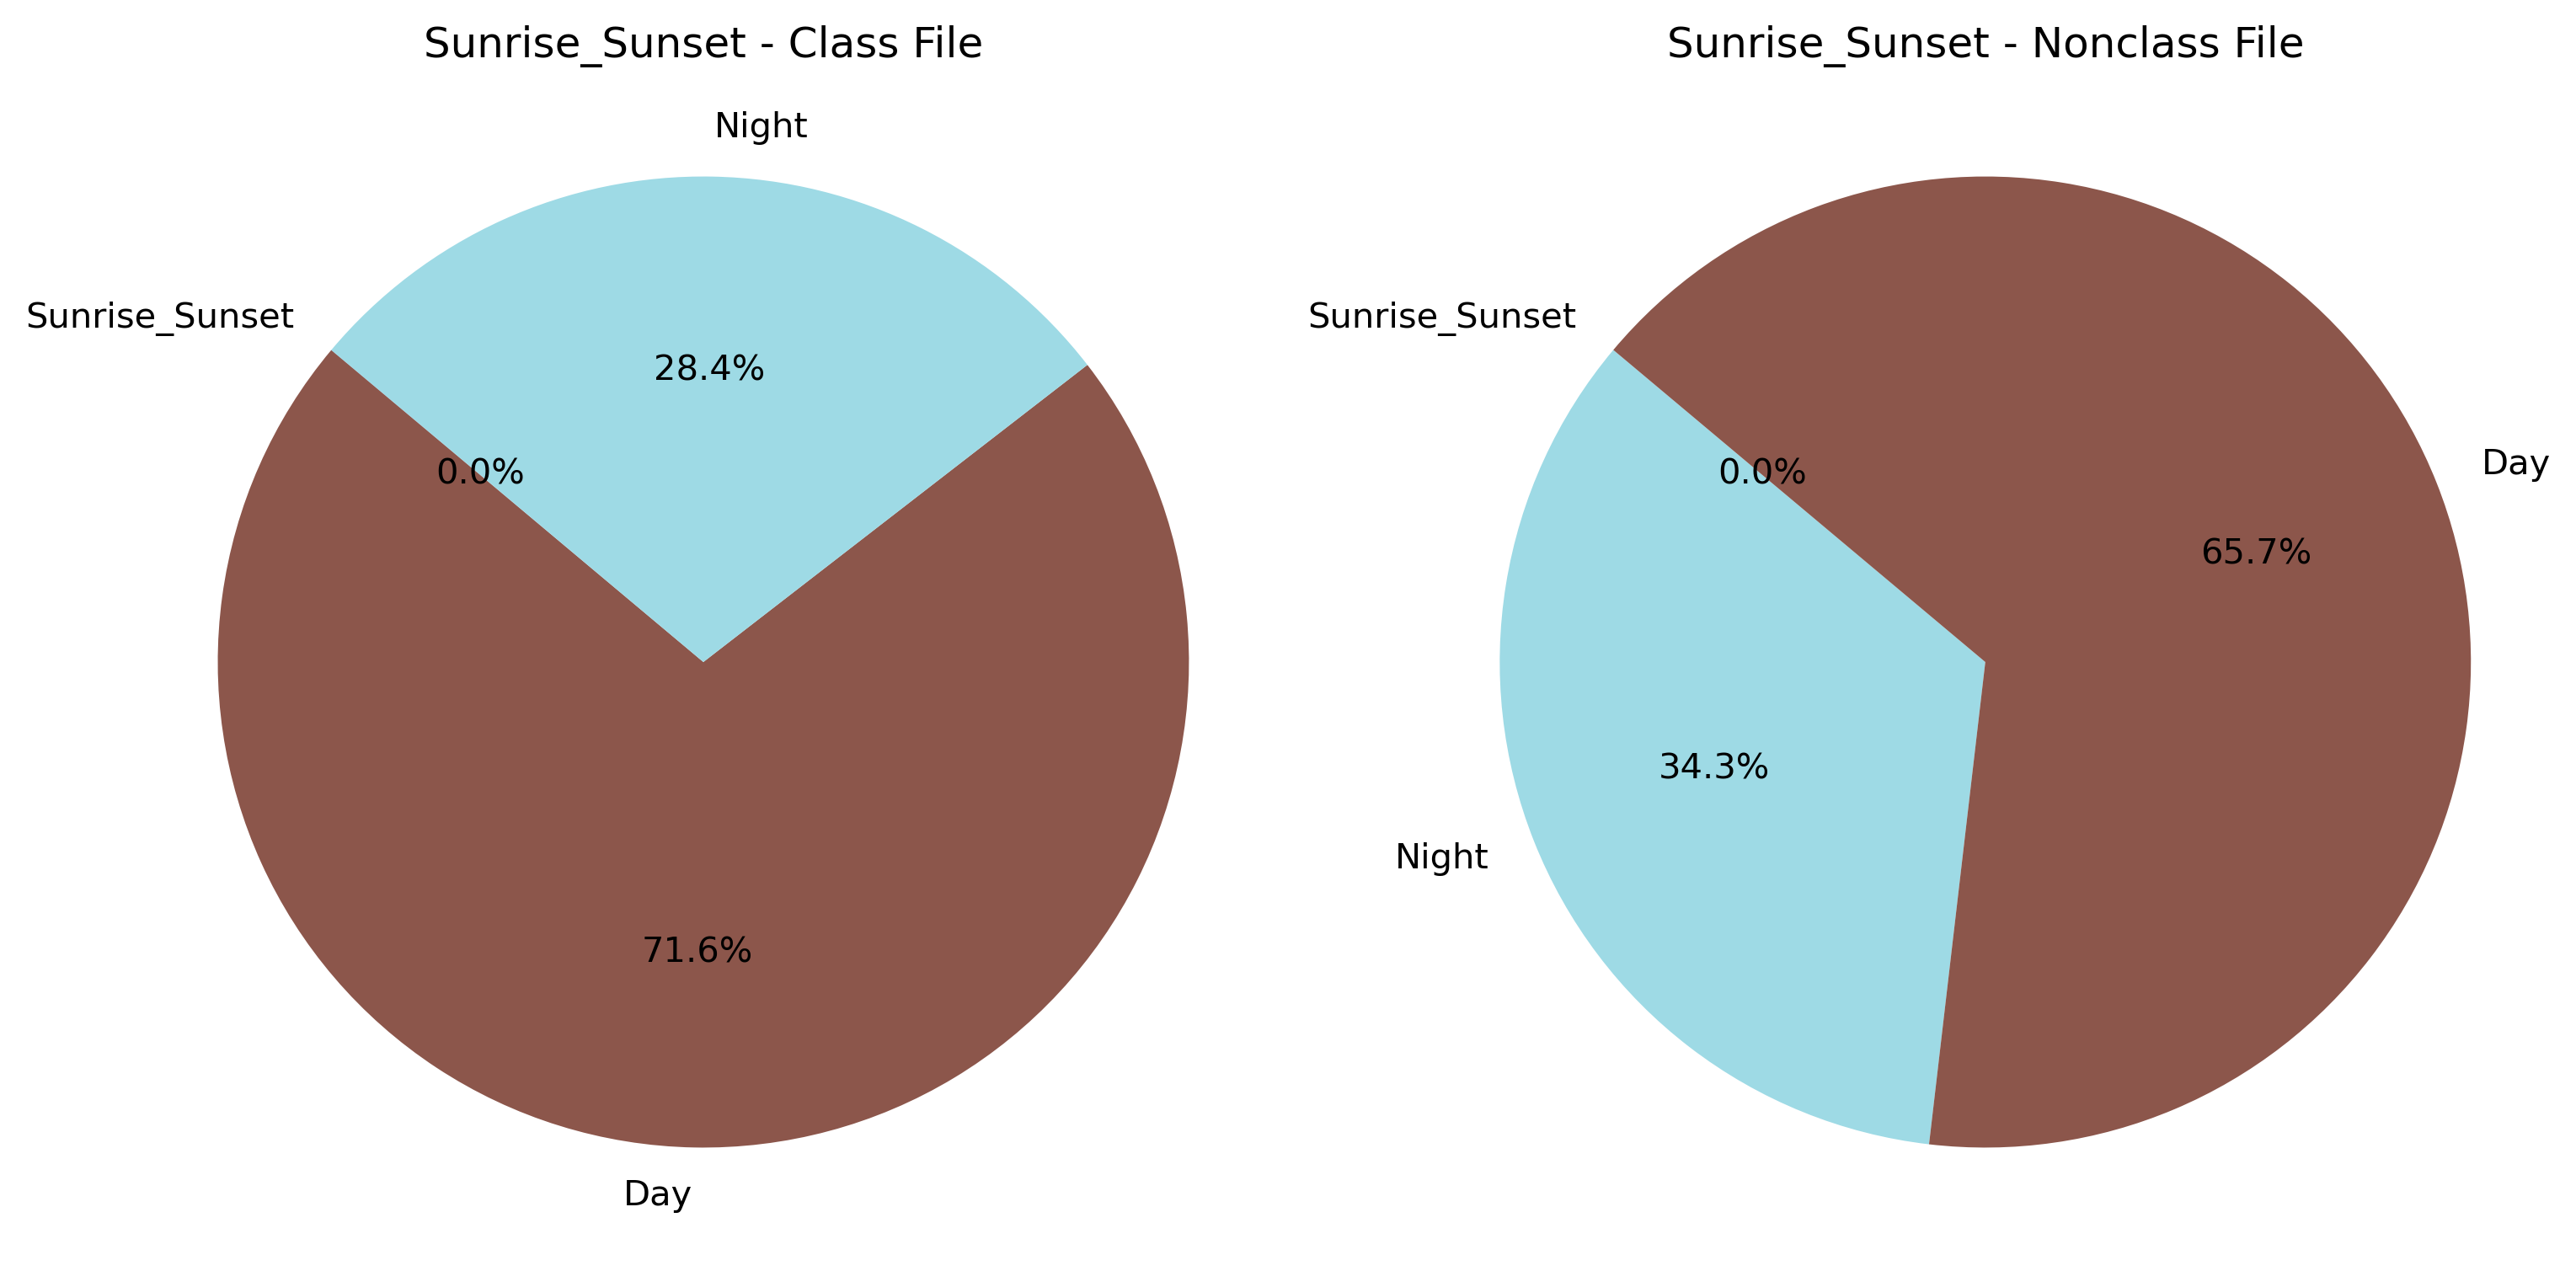 Sunrise_Sunset - Class File
Night
Sunrise_Sunset
28.4%
0.0%
71.6%
Day
Sunrise_Sunset - Nonclass File
Sunrise_Sunset
0.0%
Day
65.7%
34.3%
Night